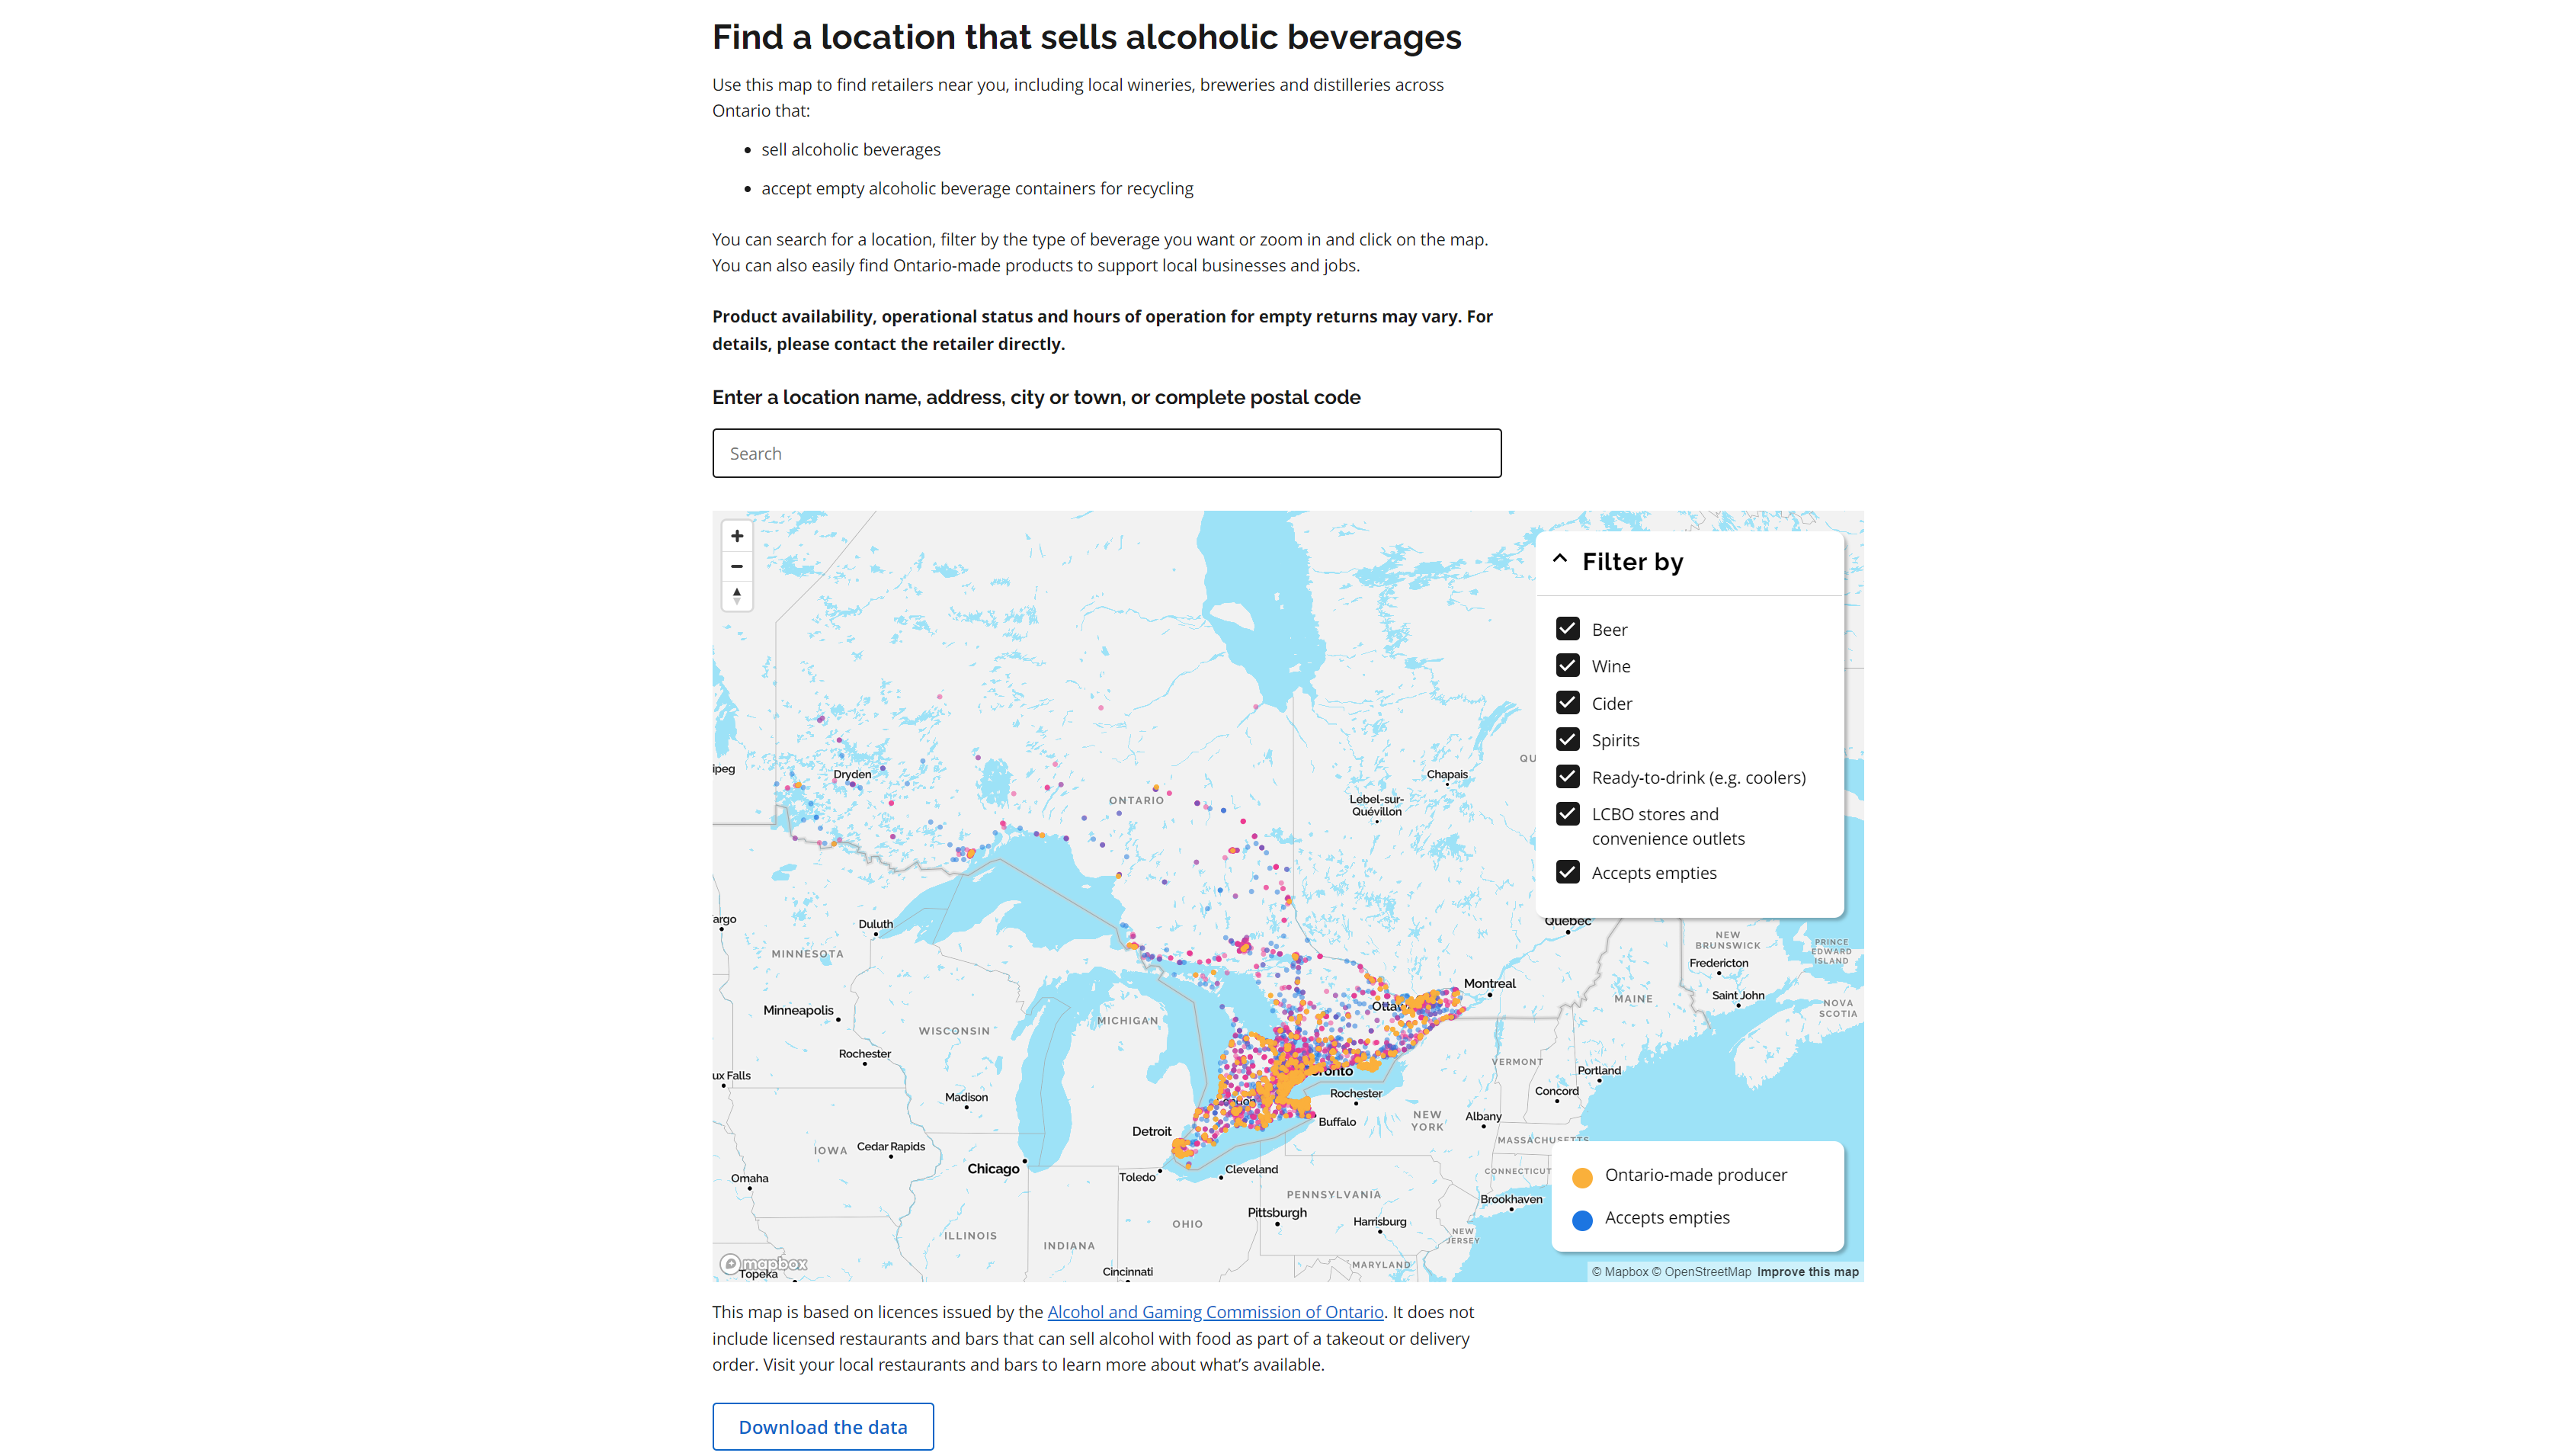 Find a location that sells alcoholic beverages
Use this map to find retailers near you, including local wineries, breweries and distilleries across
Ontario that:
• sell alcoholic beverages
• accept empty alcoholic beverage containers for recycling
You can search for a location, filter by the type of beverage you want or zoom in and click on the map.
You can also easily find Ontario-made products to support local businesses and jobs.
Product availability, operational status and hours of operation for empty returns may vary. For
details, please contact the retailer directly.
Enter a location name, address, city or town, or complete postal code
Search
Filter by
Beer
Wine
Cider
Spirits
Ready-to-drink (e.g. coolers)
LCBO stores and
convenience outlets
Accepts empties
ipeg
Dryden
ONTARIO
Chapais
Lebel-sur-
Quévillon
QU
argo
Duluth
MINNESOTA
Québec
NEW
BRUNSWICK
PRINCE
EDWARD
ISLAND
Fredericton
Montreal
Ottaw
MAINE
Saint John
NOVA
SCOTIA
Minneapolis
WISCONSIN
MICHIGAN
Rochester
VERMONT
Portland
ux Falls
oronto
Madison
Rochester
Concord
NEW
YORK
Albany
Buffalo
Detroit
MASSACHUSETTS
IOWA
Cedar Rapids
Chicago
Toledo
Cleveland
CONNECTICUT
Omaha
PENNSYLVANIA
Brookhaven
Pittsburgh
Harrisburg
OHIO
ILLINOIS
INDIANA
NEW
JERSEY
MARYLAND
Cincinnati
Topeka
mapbox
Ontario-made producer
Accepts empties
© Mapbox © OpenStreetMap Improve this map
This map is based on licences issued by the Alcohol and Gaming Commission of Ontario. It does not
include licensed restaurants and bars that can sell alcohol with food as part of a takeout or delivery
order. Visit your local restaurants and bars to learn more about what’s available.
Download the data